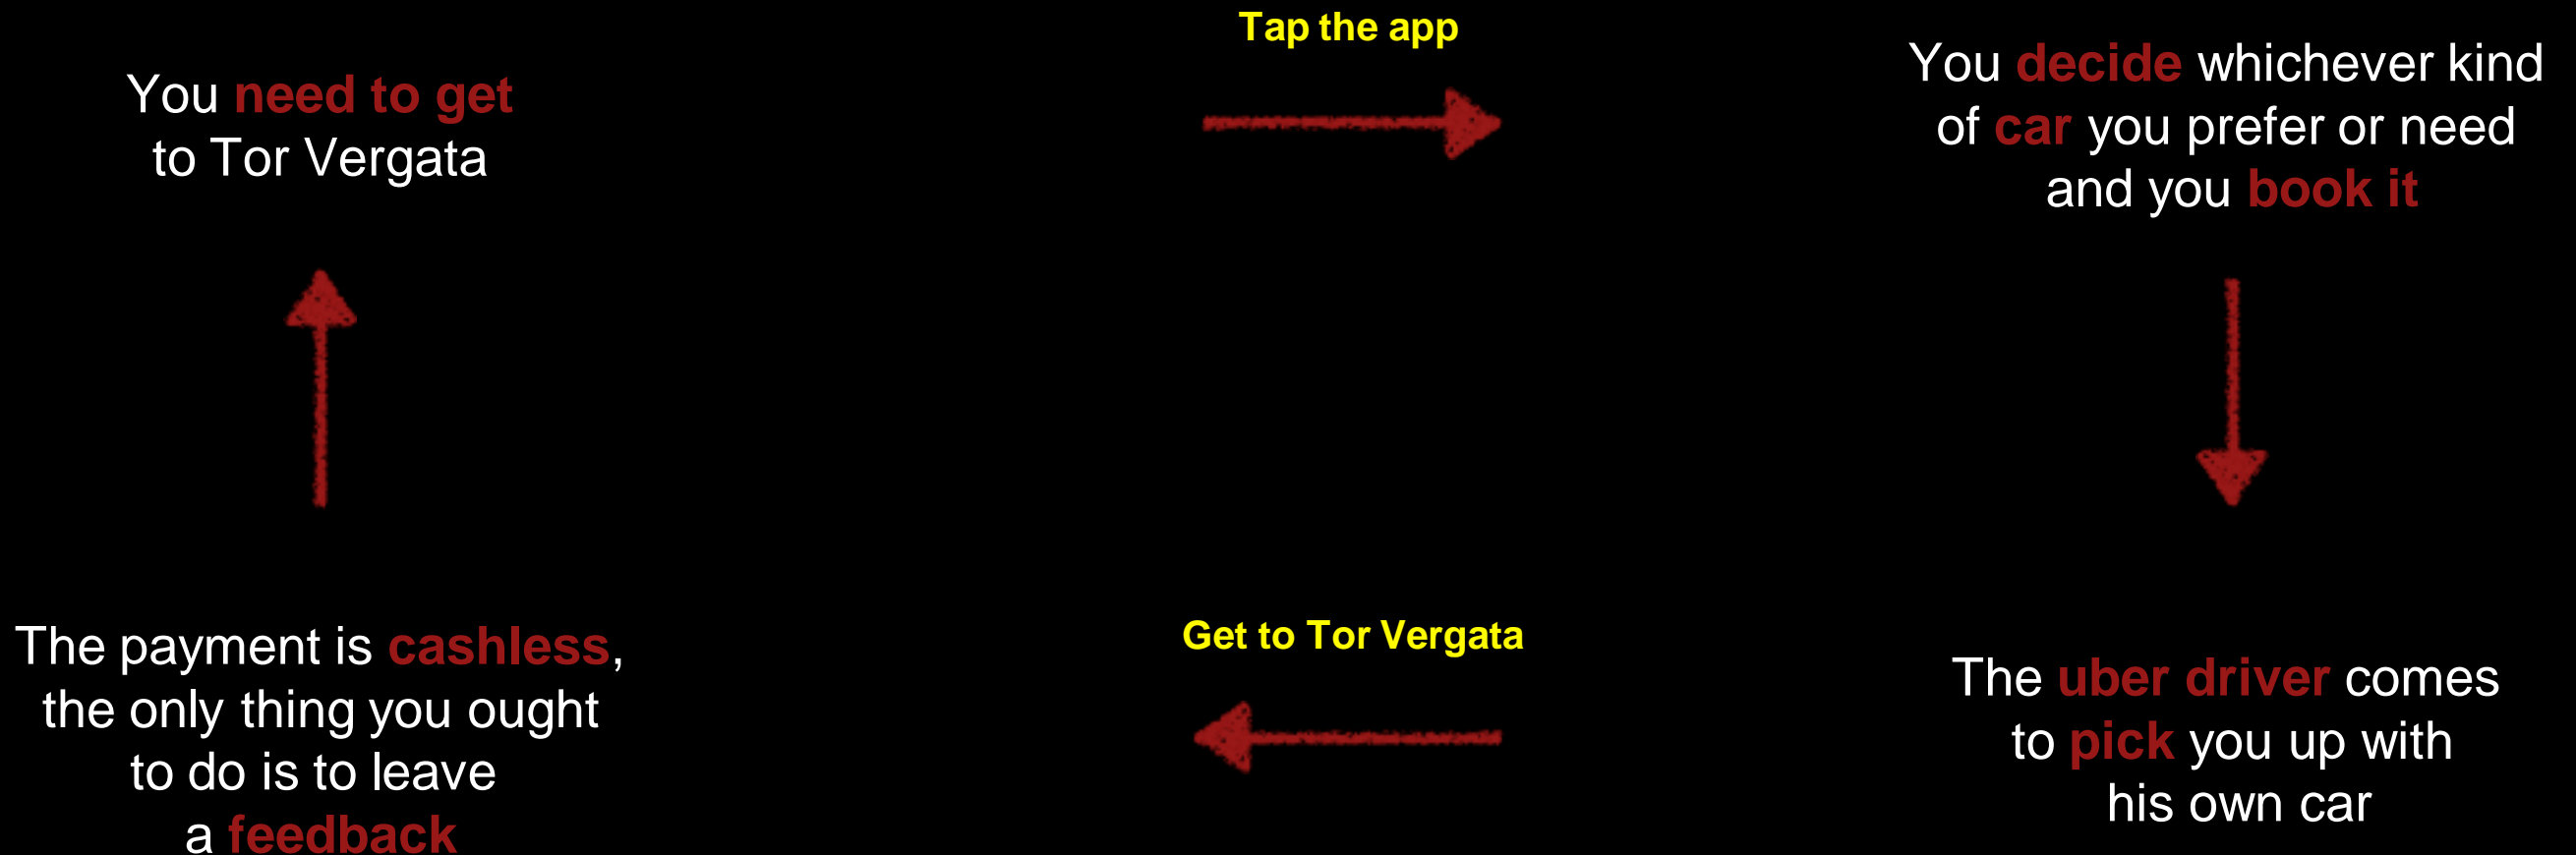 You need to get
to Tor Vergata
Tap the app
You decide whichever kind
of car you prefer or need
and you book it
The uber driver comes
to pick you up with
his own car
Get to Tor Vergata
The payment is cashless,
the only thing you ought
to do is to leave
a feedback